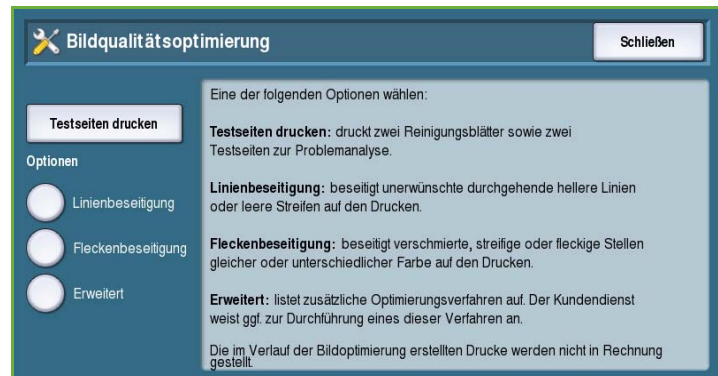 Bildqualitätsoptimierung
Schließen
Testseiten drucken
Optionen
Linienbeseitigung
Fleckenbeseitigung
Erweitert
Eine der folgenden Optionen wählen:
Testseiten drucken: druckt zwei Reinigungsblätter sowie zwei
Testseiten zur Problemanalyse.
Linienbeseitigung: beseitigt unerwünschte durchgehende hellere Linien
oder leere Streifen auf den Drucken.
Fleckenbeseitigung: beseitigt verschmierte, streifige oder fleckige Stellen
gleicher oder unterschiedlicher Farbe auf den Drucken.
Erweitert: listet zusätzliche Optimierungsverfahren auf. Der Kundendienst
weist ggf. zur Durchführung eines dieser Verfahren an.
Die im Verlauf der Bildoptimierung erstellten Drucke werden nicht in Rechnung
gestellt.